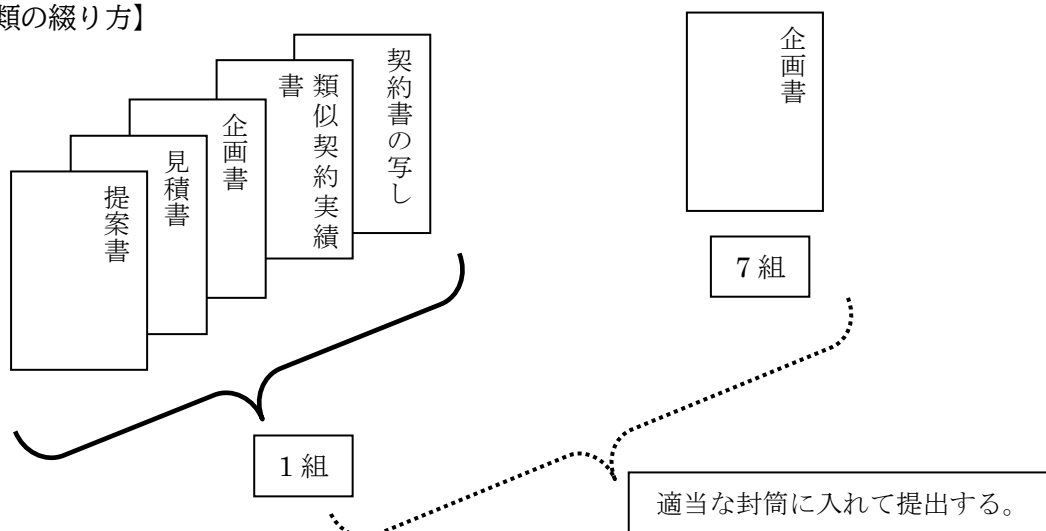 類の綴り方】
提案書
見積書
企画書
類似契約実績
書
契約書の写し
企画書
7組
1組
適当な封筒に入れて提出する。